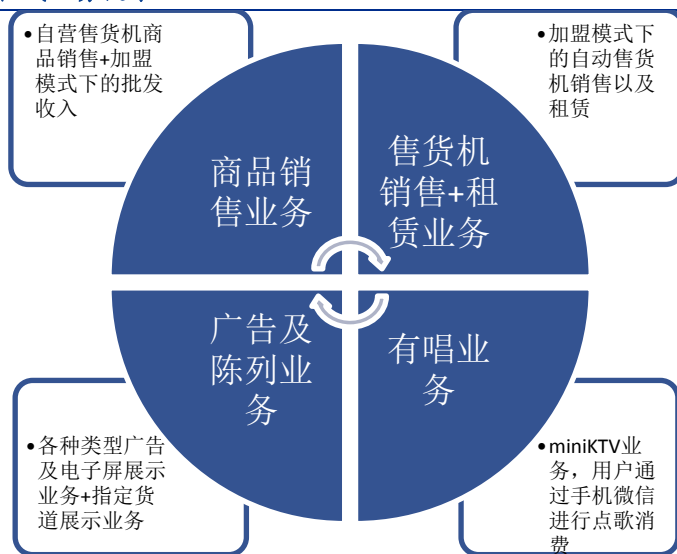 •自营售货机商
品销售+加盟
模式下的批发
收入
•加盟模式下
的自动售货
机销售以及
租赁
商品销
售业务
售货机
销售+租
赁业务
广告及
陈列业
务
有唱业
务
•各种类型广告
及电子屏展示
业务+指定货
道展示业务
•miniKTV业
务，用户通
过手机微信
进行点歌消
费